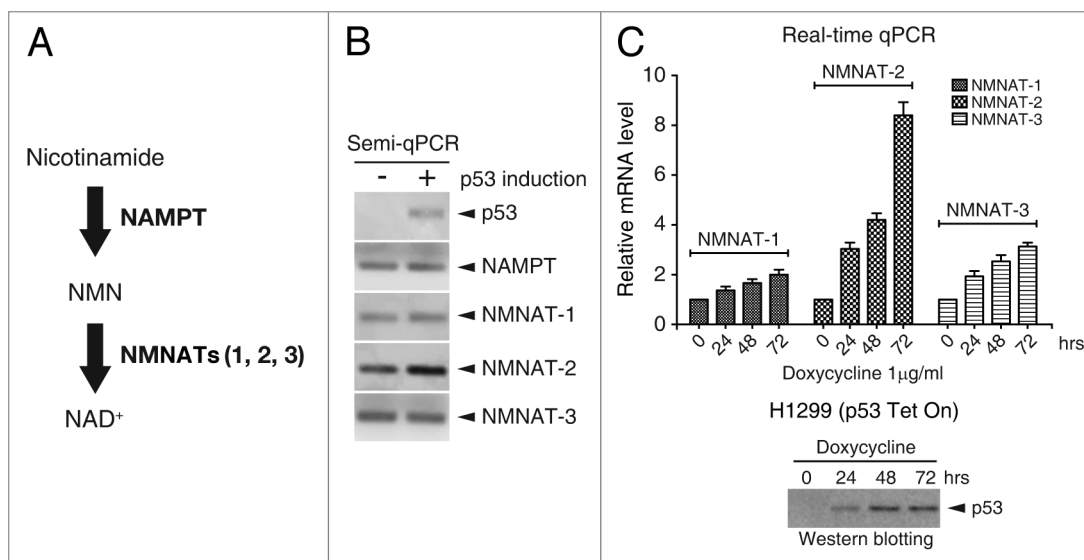 A
Nicotinamide
NAMPT
NMN
NMNATs (1, 2, 3)
NAD⁺
B
Semi-qPCR
- + p53 induction
p53
NAMPT
NMNAT-1
NMNAT-2
NMNAT-3
C
Real-time qPCR
Relative mRNA level
10
8
6
4
2
0
NMNAT-1
NMNAT-2
NMNAT-3
NMNAT-1
NMNAT-2
NMNAT-3
0 24 48 72 0 24 48 72 0 24 48 72 hrs
Doxycycline 1μg/ml
H1299 (p53 Tet On)
Doxycycline
0 24 48 72 hrs
p53
Western blotting